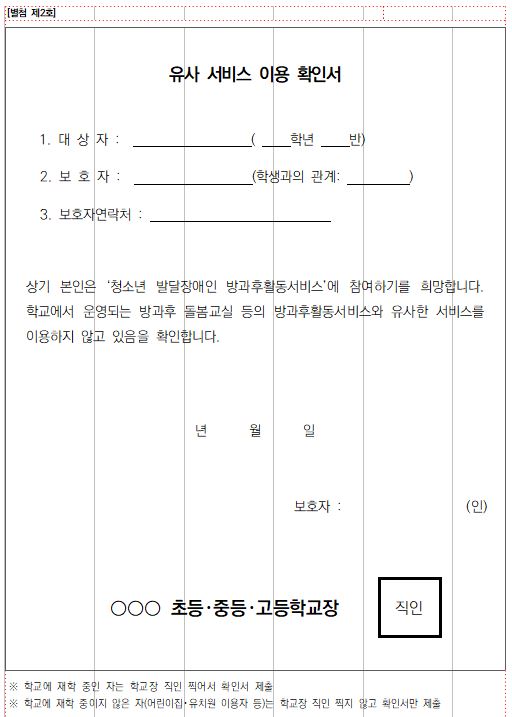 [별첨 제2호]
유사 서비스 이용 확인서
1. 대 상 자 : ________________( ____학년 ____반)
2. 보 호 자 : ________________(학생과의 관계: ________)
3. 보호자연락처 : ________________________
상기 본인은 '청소년 발달장애인 방과후활동서비스'에 참여하기를 희망합니다.
학교에서 운영되는 방과후 돌봄교실 등의 방과후활동서비스와 유사한 서비스를
이용하지 않고 있음을 확인합니다.
년 월 일
보호자 : (인)
○○○ 초등·중등·고등학교장 직인
※ 학교에 재학 중인 자는 학교장 직인 찍어서 확인서 제출
※ 학교에 재학 중이지 않은 자(어린이집·유치원 이용자 등)는 학교장 직인 찍지 않고 확인서만 제출